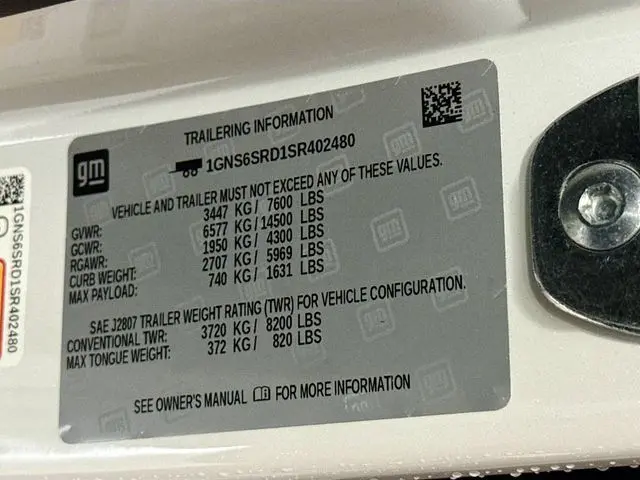 gm
TRAILERING INFORMATION
1GNS6SRD1SR402480
VEHICLE AND TRAILER MUST NOT EXCEED ANY OF THESE VALUES.
GVWR: 3447 KG / 7600 LBS
GCWR: 6577 KG / 14500 LBS
RGAWR: 1950 KG / 4300 LBS
CURB WEIGHT: 2707 KG / 5969 LBS
MAX PAYLOAD: 740 KG / 1631 LBS
SAE J2807 TRAILER WEIGHT RATING (TWR) FOR VEHICLE CONFIGURATION.
CONVENTIONAL TWR: 3720 KG / 8200 LBS
MAX TONGUE WEIGHT: 372 KG / 820 LBS
SEE OWNER'S MANUAL FOR MORE INFORMATION
1GNS6SRD1SR402480